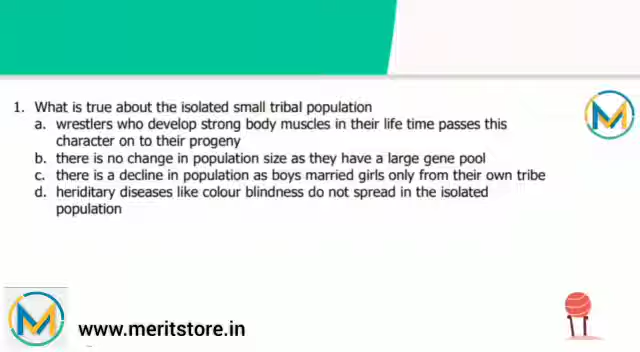 1. What is true about the isolated small tribal population
a. wrestlers who develop strong body muscles in their life time passes this
character on to their progeny
b. there is no change in population size as they have a large gene pool
c. there is a decline in population as boys married girls only from their own tribe
d. heriditary diseases like colour blindness do not spread in the isolated
population
M
M www.meritstore.in